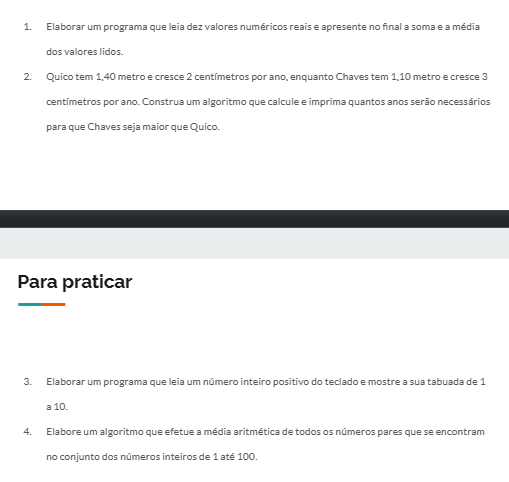 1. Elaborar um programa que leia dez valores numéricos reais e apresente no final a soma e a média
dos valores lidos.
2. Quico tem 1,40 metro e cresce 2 centímetros por ano, enquanto Chaves tem 1,10 metro e cresce 3
centímetros por ano. Construa um algoritmo que calcule e imprima quantos anos serão necessários
para que Chaves seja maior que Quico.
Para praticar
3. Elaborar um programa que leia um número inteiro positivo do teclado e mostre a sua tabuada de 1
a 10.
4. Elabore um algoritmo que efetue a média aritmética de todos os números pares que se encontram
no conjunto dos números inteiros de 1 até 100.